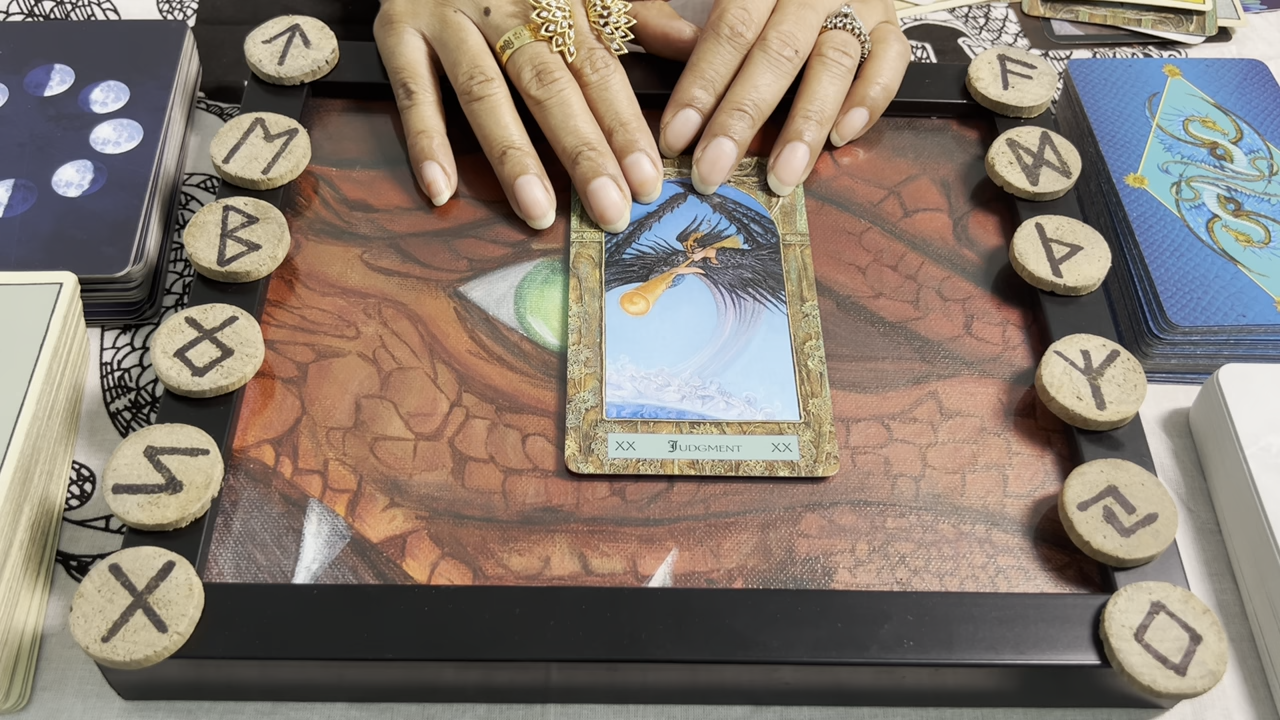 ᛏ
ᚨ
ᛖ
ᛞ
ᛒ
ᚦ
ᛟ
ᛉ
XX JUDGMENT XX
ᛊ
ᛃ
ᚷ
ᛜ